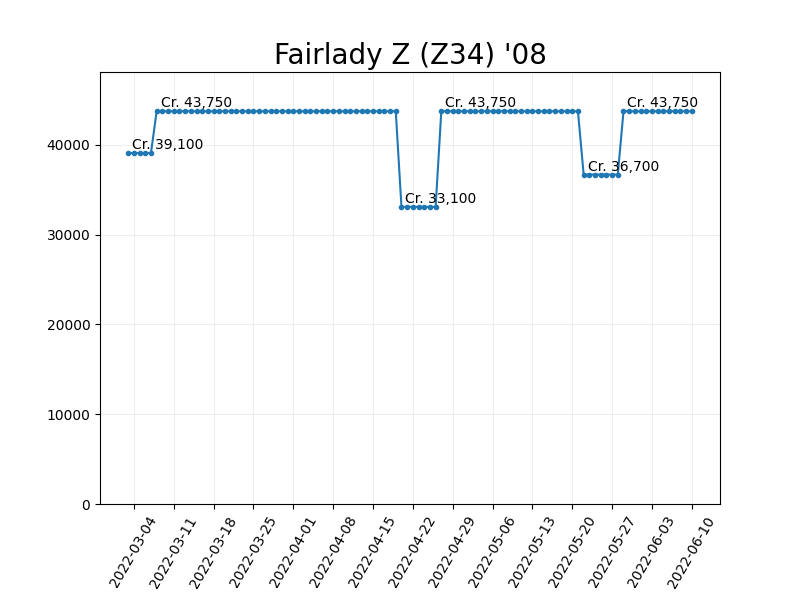 Fairlady Z (Z34) '08
Cr. 43,750
Cr. 43,750
Cr. 43,750
Cr. 39,100
Cr. 36,700
Cr. 33,100
40000
30000
20000
10000
0
2022-03-04
2022-03-11
2022-03-18
2022-03-25
2022-04-01
2022-04-08
2022-04-15
2022-04-22
2022-04-29
2022-05-06
2022-05-13
2022-05-20
2022-05-27
2022-06-03
2022-06-10